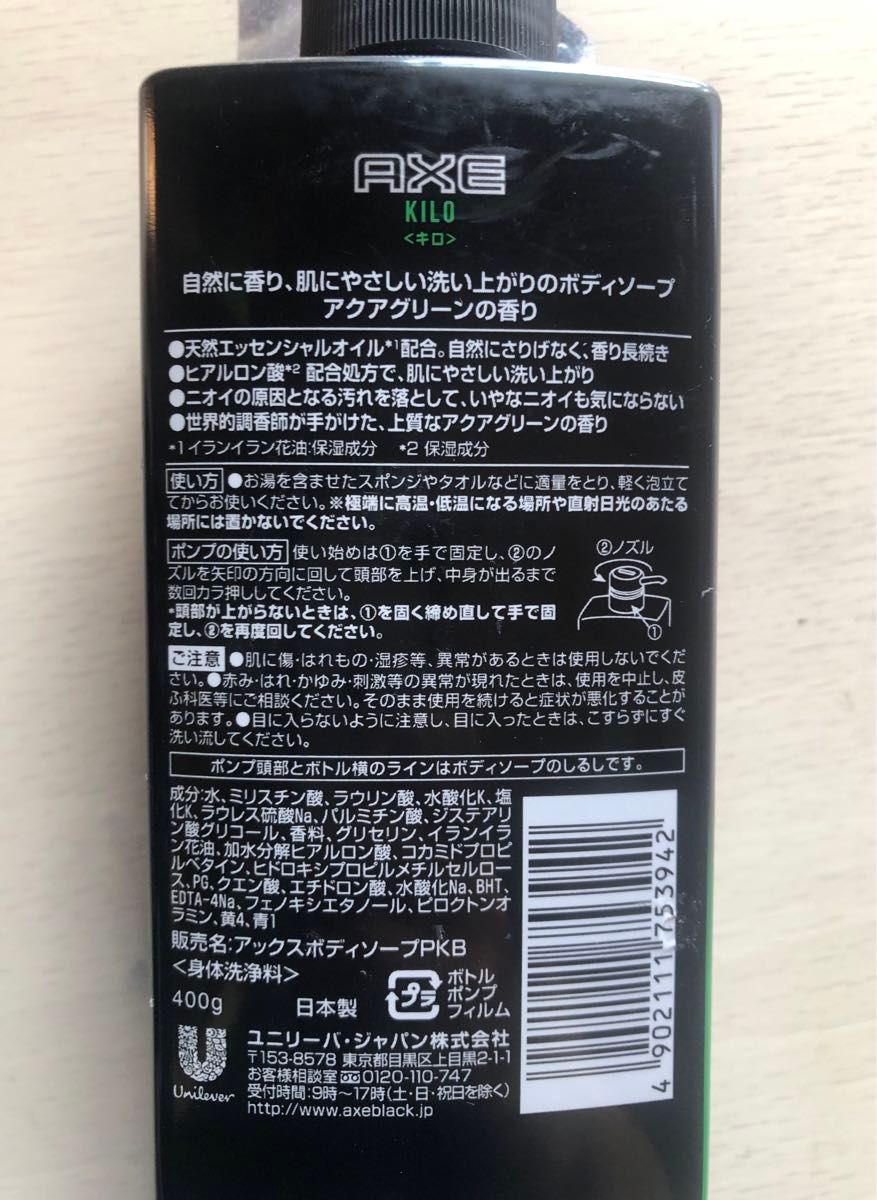 AXE
KILO
<キロ>
自然に香り、肌にやさしい洗い上がりのボディソープ
アクアグリーンの香り
●天然エッセンシャルオイル*1配合。自然にさりげなく、香り長続き
●ヒアルロン酸*2 配合処方で、肌にやさしい洗い上がり
●ニオイの原因となる汚れを落として、いやなニオイも気にならない
●世界的調香師が手がけた、上質なアクアグリーンの香り
*1イランイラン花油:保湿成分 *2 保湿成分
使い方 ●お湯を含ませたスポンジやタオルなどに適量をとり、軽く泡立て
てからお使いください。※極端に高温・低温になる場所や直射日光のあたる
場所には置かないでください。
ポンプの使い方 使い始めは①を手で固定し、②のノ
ズルを矢印の方向に回して頭部を上げ、中身が出るまで
数回カラ押ししてください。
*頭部が上がらないときは、①を固く締め直して手で固
定し、②を再度回してください。
②ノズル
①
ご注意 ●肌に傷・はれもの・湿疹等、異常があるときは使用しないでくだ
さい。●赤み・はれ・かゆみ・刺激等の異常が現れたときは、使用を中止し、皮
ふ科医等にご相談ください。そのまま使用を続けると症状が悪化することが
あります。●目に入らないように注意し、目に入ったときは、こすらずにすぐ
洗い流してください。
ポンプ頭部とボトル横のラインはボディソープのしるしです。
成分:水、ミリスチン酸、ラウリン酸、水酸化K、塩
化K、ラウレス硫酸Na、パルミチン酸、ジステアリ
ン酸グリコール、香料、グリセリン、イランイラ
ン花油、加水分解ヒアルロン酸、コカミドプロピ
ルベタイン、ヒドロキシプロピルメチルセルロー
ス、PG、クエン酸、エチドロン酸、水酸化Na、BHT、
EDTA-4Na、フェノキシエタノール、ピロクトンオ
ラミン、黄4、青1
販売名:アックスボディソープPKB
<身体洗浄料>
400g 日本製
プラ
ボトル
ポンプ
フィルム
Unilever
ユニリーバ・ジャパン株式会社
〒153-8578 東京都目黒区上目黒2-1-1
お客様相談室 0120-110-747
受付時間:9時〜17時(土・日・祝日を除く)
http://www.axeblack.jp
4 902111 753942